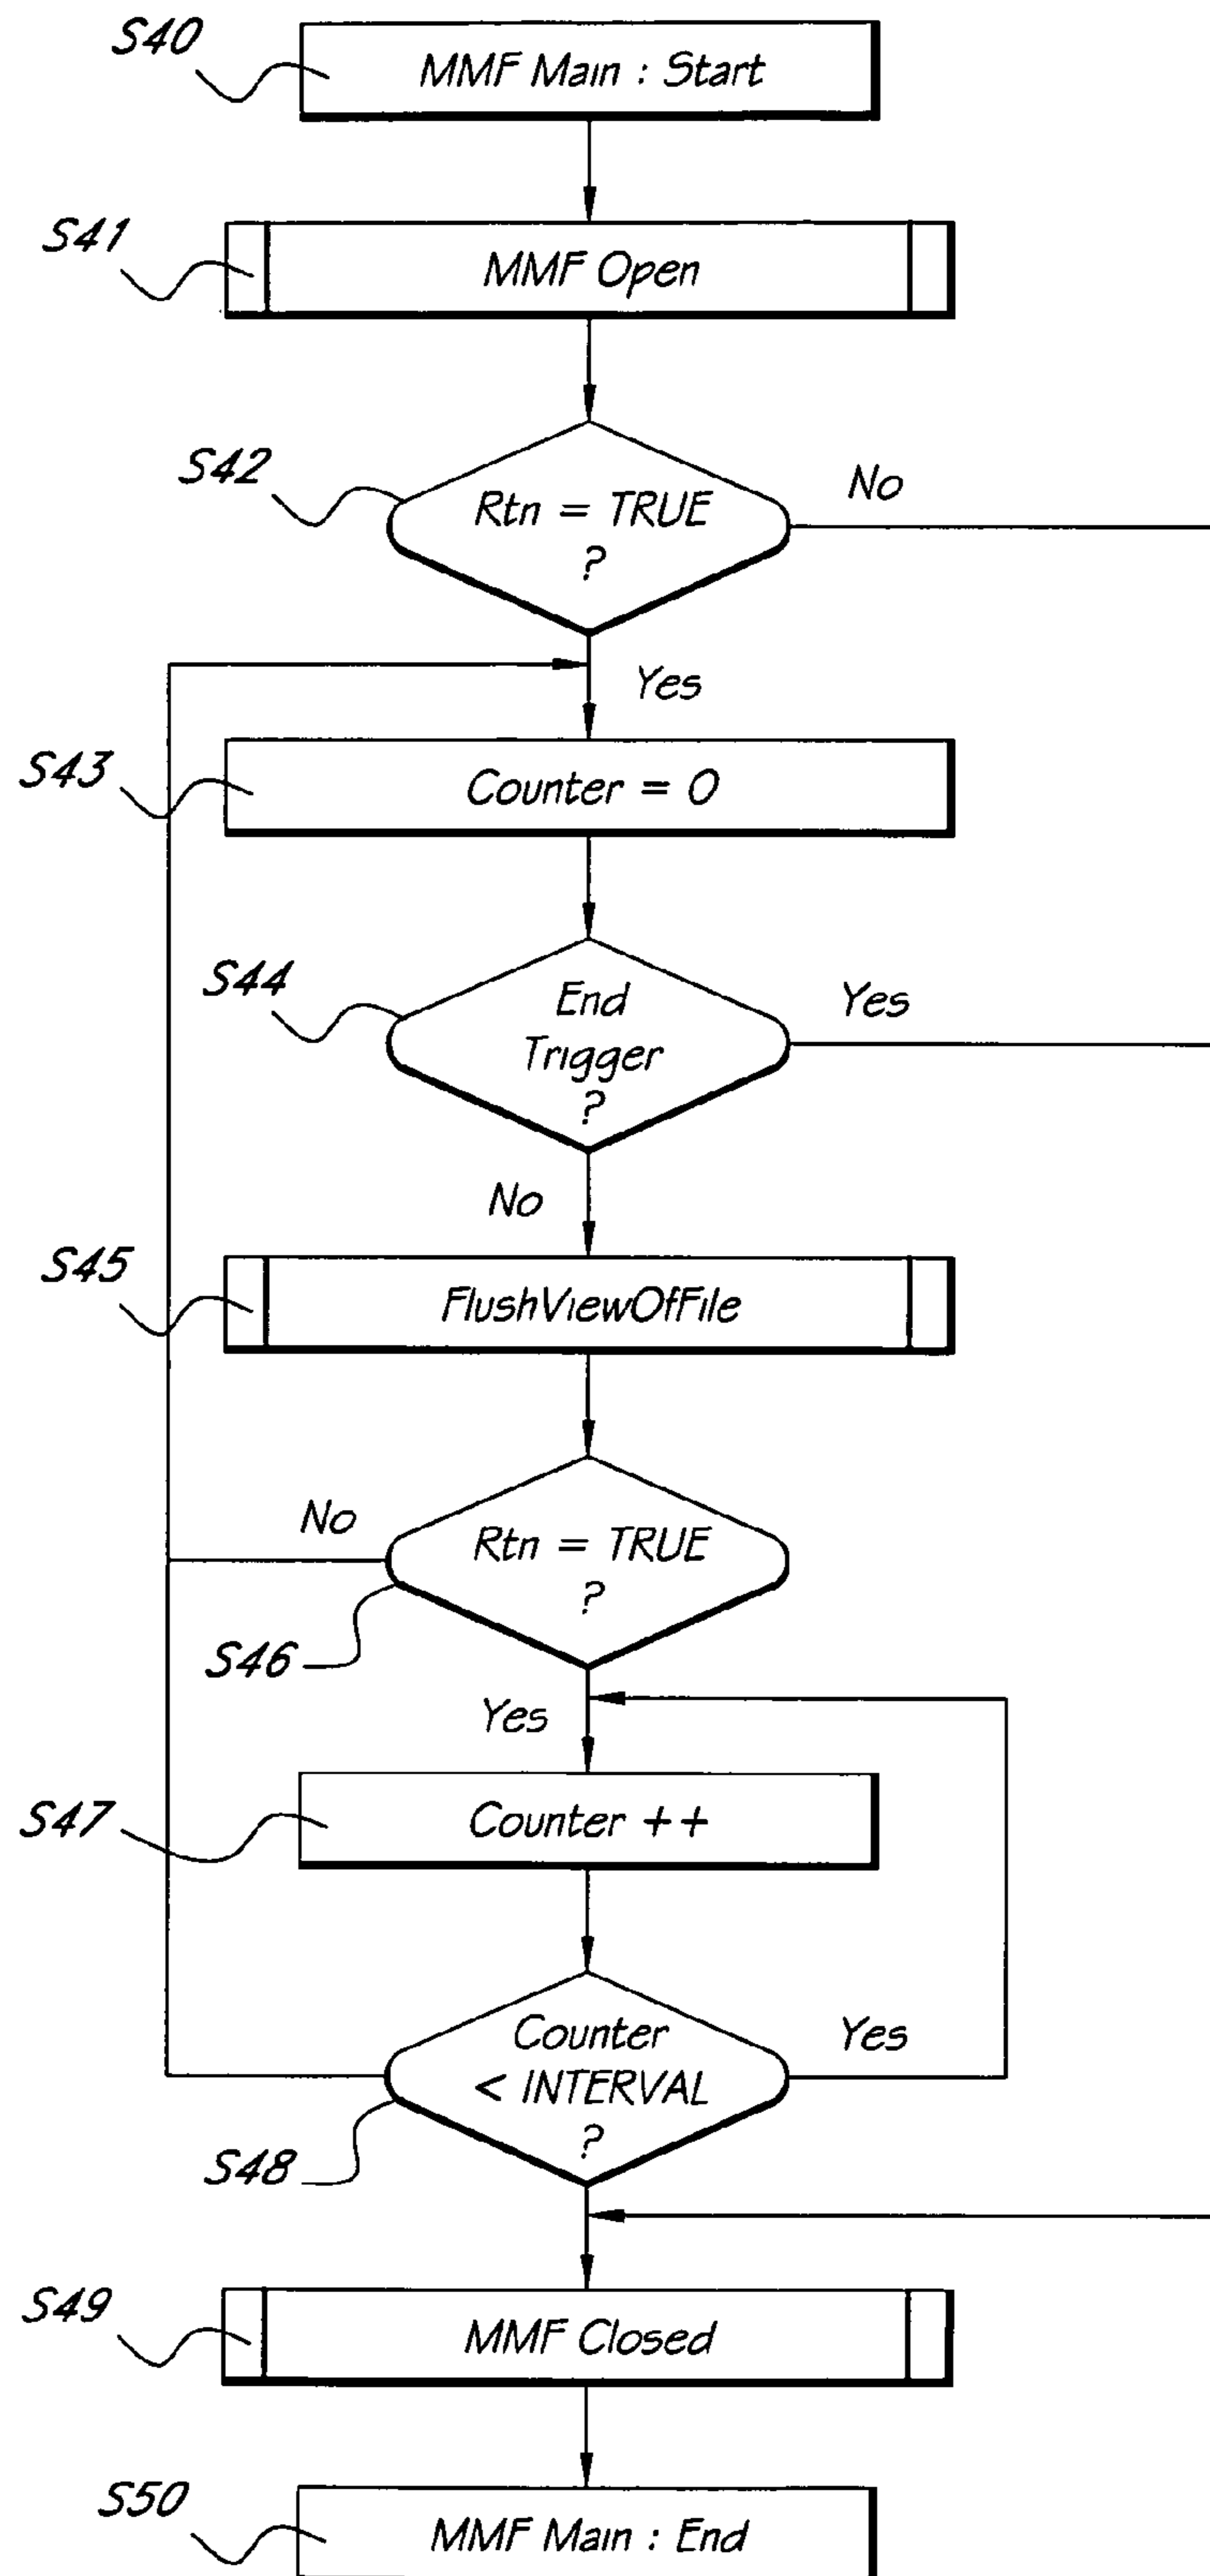 S40
MMF Main : Start
S41
MMF Open
S42
Rtn = TRUE
?
No
Yes
S43
Counter = 0
S44
End
Trigger
?
Yes
No
S45
FlushViewOfFile
No
Rtn = TRUE
?
S46
Yes
S47
Counter ++
Counter
< INTERVAL
?
Yes
S48
S49
MMF Closed
S50
MMF Main : End